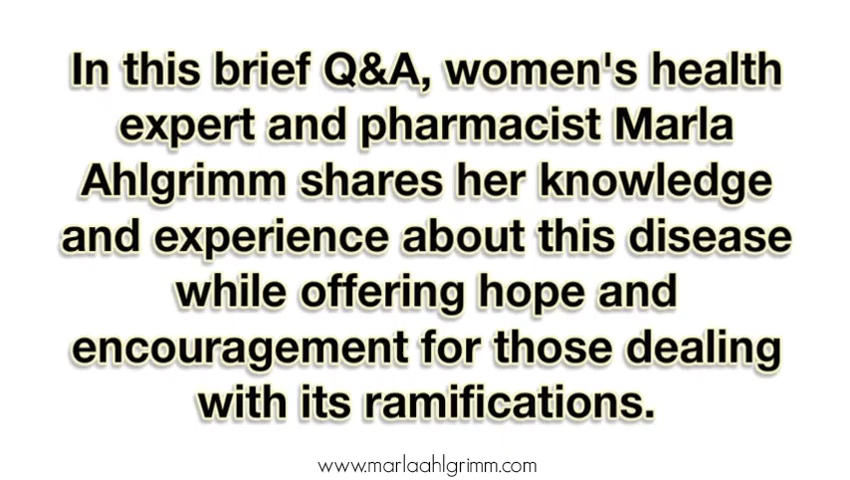 In this brief Q&A, women's health
expert and pharmacist Marla
Ahlgrimm shares her knowledge
and experience about this disease
while offering hope and
encouragement for those dealing
with its ramifications.
www.marlaahlgrimm.com